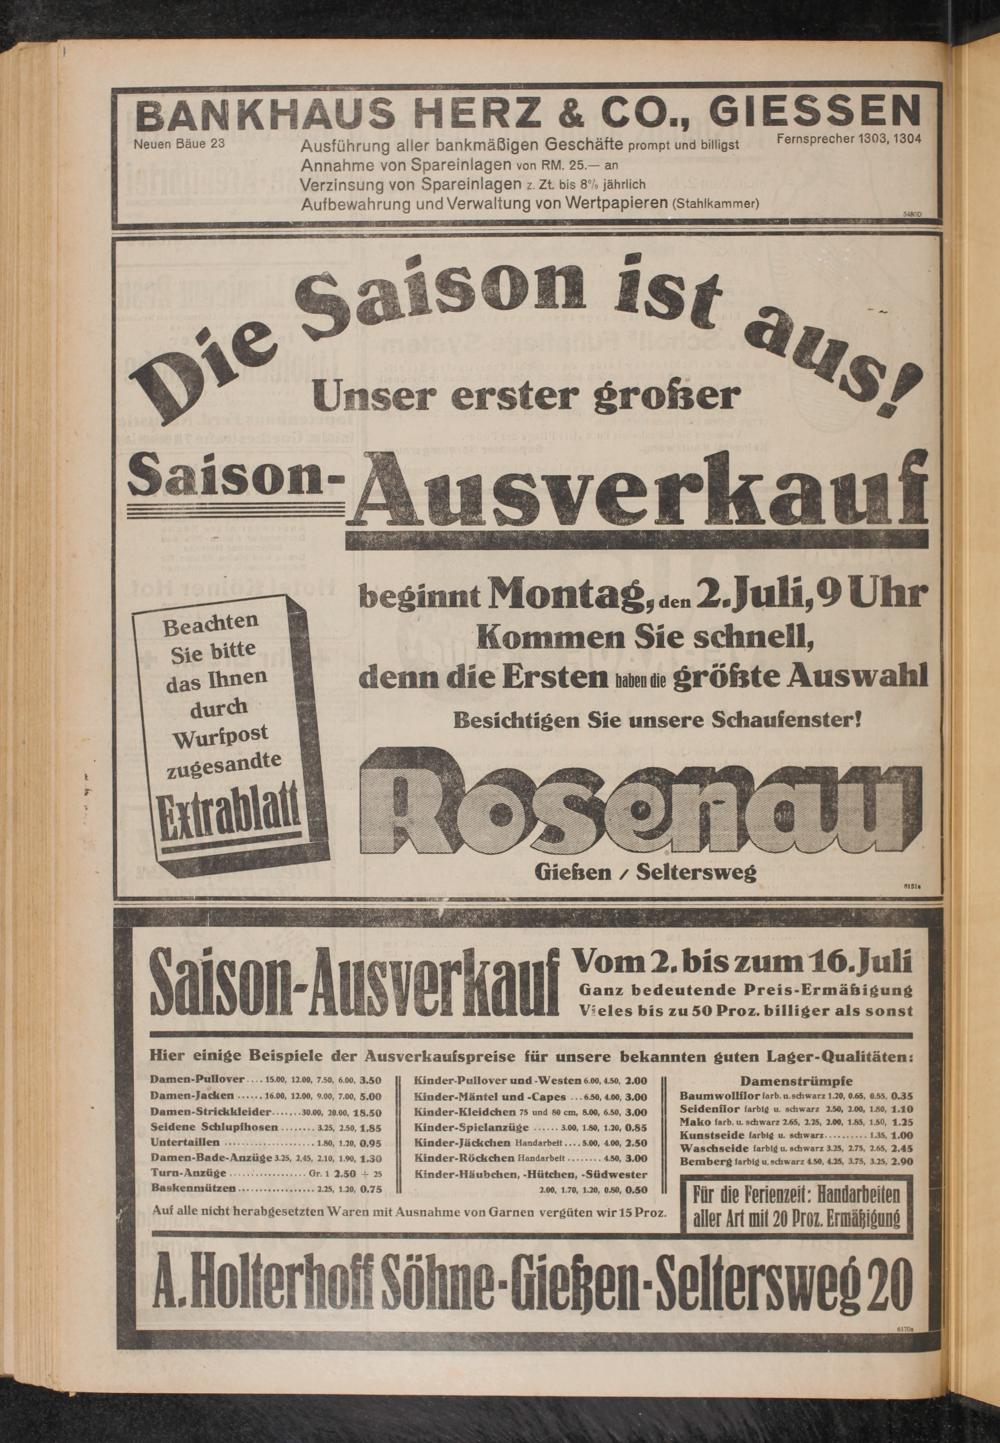 BANKHAUS HERZ & CO., GIESSEN
Neuen Bäue 23
Fernsprecher 1303, 1304
Ausführung aller bankmäßigen Geschäfte prompt und billigst
Annahme von Spareinlagen von RM. 25.— an
Verzinsung von Spareinlagen z. Zt. bis 8% jährlich
Aufbewahrung und Verwaltung von Wertpapieren (Stahlkammer)
5480D
Die Saison ist aus!
Unser erster großer
Saison-Ausverkauf
beginnt Montag, den 2. Juli, 9 Uhr
Kommen Sie schnell,
denn die Ersten haben die größte Auswahl
Besichtigen Sie unsere Schaufenster!
Beachten
Sie bitte
das Ihnen
durch
Wurfpost
zugesandte
Extrablatt
Rosenau
Gießen / Seltersweg
Saison-Ausverkauf
Vom 2. bis zum 16. Juli
Ganz bedeutende Preis-Ermäßigung
Vieles bis zu 50 Proz. billiger als sonst
Hier einige Beispiele der Ausverkaufspreise für unsere bekannten guten Lager-Qualitäten:
Damen-Pullover .... 15.00, 12.00, 7.50, 6.00, 3.50
Damen-Jacken ...... 16.00, 12.00, 9.00, 7.00, 5.00
Damen-Strickkleider ....... 30.00, 20.00, 18.50
Seidene Schlupfhosen ........ 3.25, 2.50, 1.85
Untertaillen .................... 1.80, 1.20, 0.95
Damen-Bade-Anzüge 3.25, 2.45, 2.10, 1.90, 1.30
Turn-Anzüge ................. Gr. 1 2.50 + 25
Baskenmützen .................. 2.25, 1.20, 0.75
Kinder-Pullover und -Westen 6.00, 4.50, 2.00
Kinder-Mäntel und -Capes ... 6.50, 4.00, 3.00
Kinder-Kleidchen 75 und 80 cm, 8.00, 6.50, 3.00
Kinder-Spielanzüge ..... 3.00, 1.80, 1.20, 0.85
Kinder-Jäckchen Handarbeit .... 5.00, 4.00, 2.50
Kinder-Röckchen Handarbeit ........ 4.50, 3.00
Kinder-Häubchen, -Hütchen, -Südwester
2.00, 1.70, 1.20, 0.80, 0.50
Damenstrümpfe
Baumwollflor farb. u. schwarz 1.20, 0.65, 0.55, 0.35
Seidenflor farbig u. schwarz 2.50, 2.00, 1.80, 1.10
Mako farb. u. schwarz 2.65, 2.25, 2.00, 1.85, 1.50, 1.25
Kunstseide farbig u. schwarz .......... 1.35, 1.00
Waschseide farbig u. schwarz 3.25, 2.75, 2.65, 2.45
Bemberg farbig u. schwarz 4.50, 4.25, 3.75, 3.25, 2.90
Auf alle nicht herabgesetzten Waren mit Ausnahme von Garnen vergüten wir 15 Proz.
Für die Ferienzeit: Handarbeiten
aller Art mit 20 Proz. Ermäßigung
A. Holterhoff Söhne - Gießen - Seltersweg 20